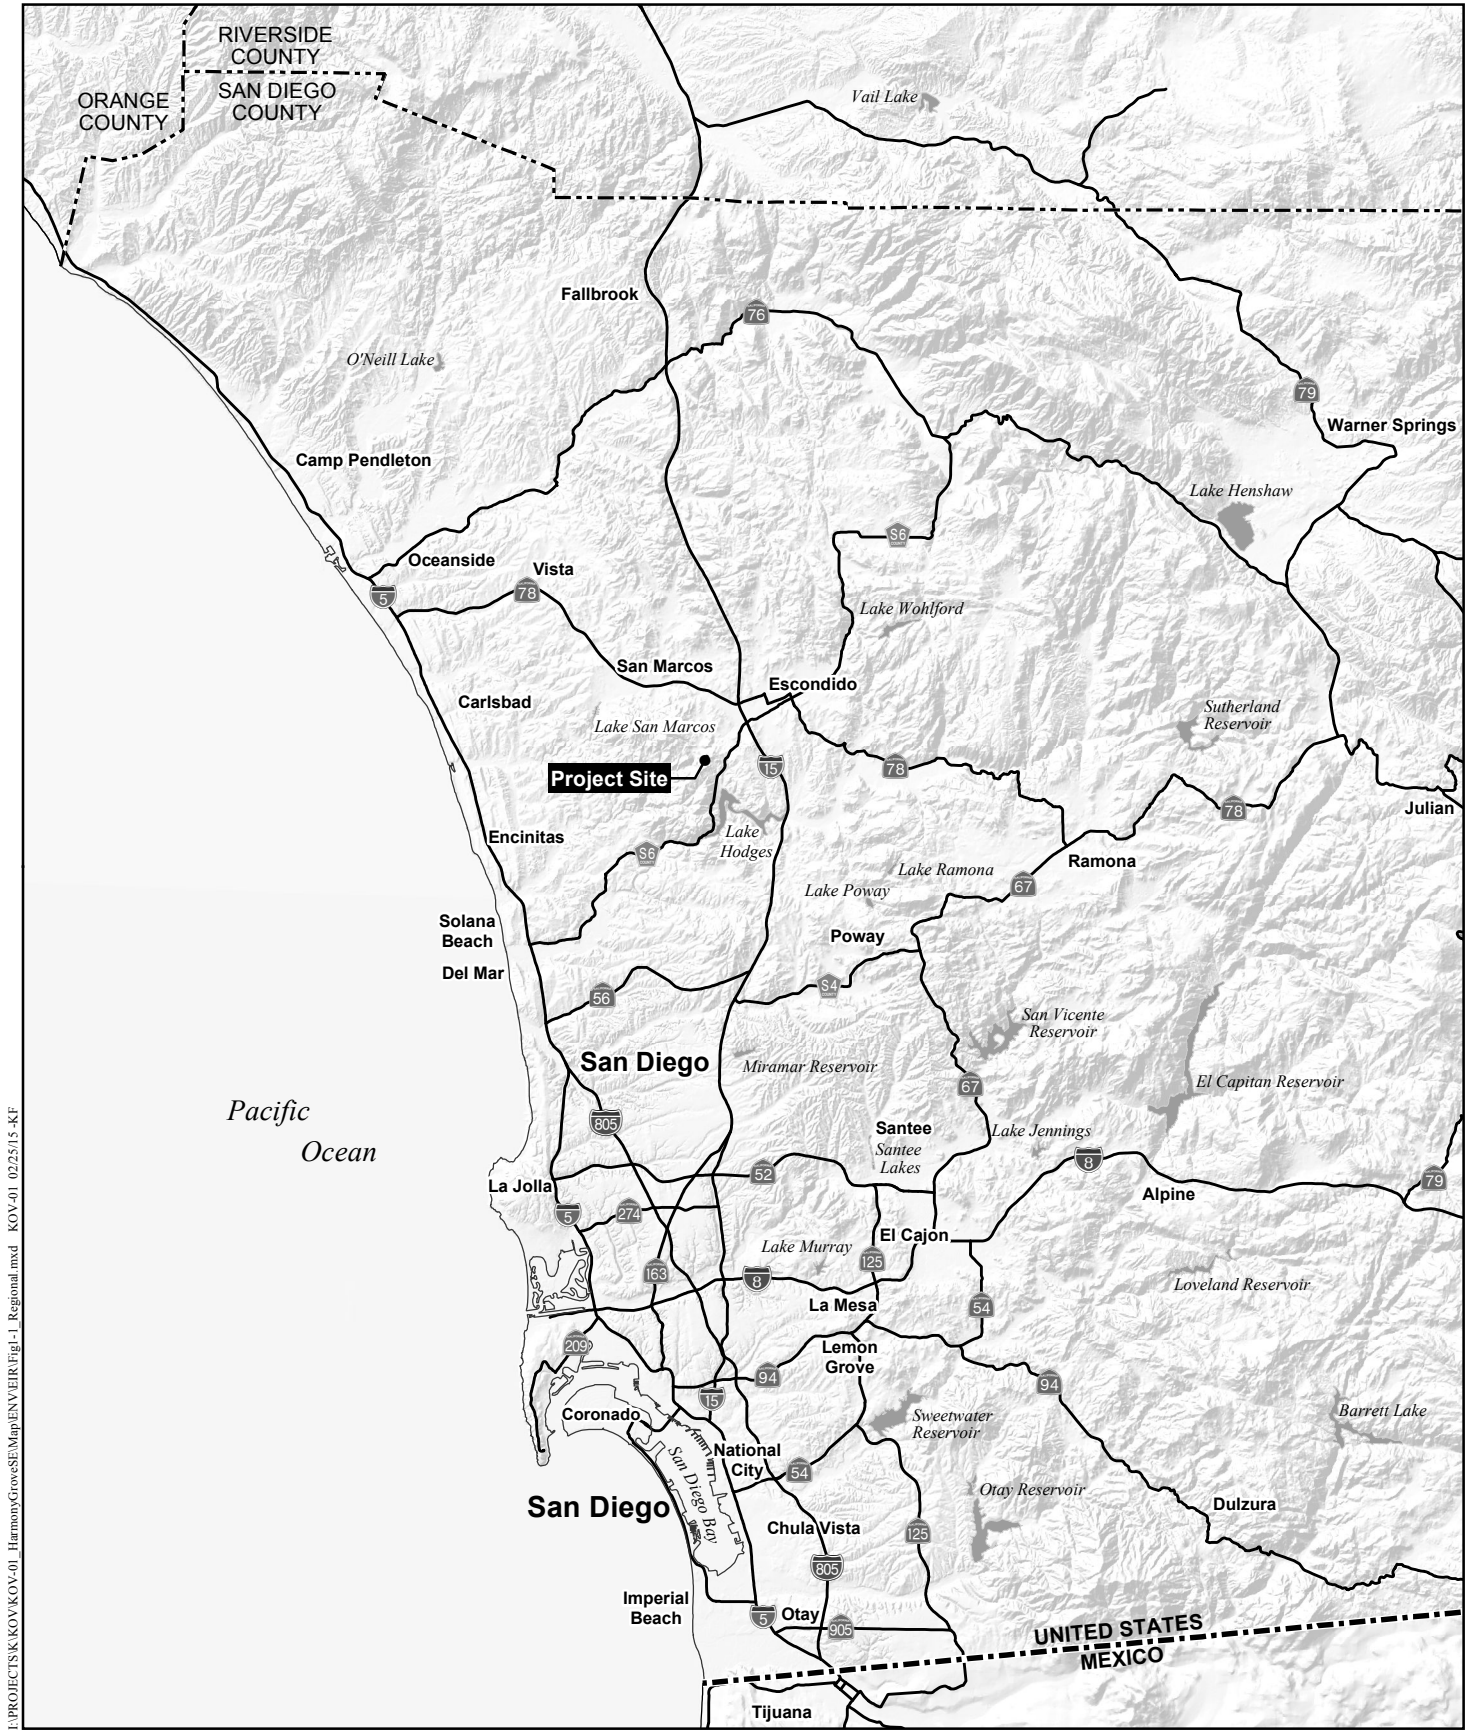 RIVERSIDE
COUNTY
ORANGE
COUNTY
SAN DIEGO
COUNTY
Vail Lake
Fallbrook
76
O'Neill Lake
79
Warner Springs
Camp Pendleton
Lake Henshaw
S6
Oceanside
Vista
5
78
Lake Wohlford
San Marcos
Escondido
Carlsbad
Lake San Marcos
Sutherland
Reservoir
Project Site
15
78
78
Julian
Encinitas
Lake
Hodges
S6
Ramona
Lake Ramona
67
Lake Poway
Solana
Beach
Poway
Del Mar
56
S4
San Vicente
Reservoir
San Diego
Miramar Reservoir
67
El Capitan Reservoir
Pacific
Ocean
805
Santee
Santee
Lakes
Lake Jennings
8
52
La Jolla
Alpine
79
5
274
El Cajon
Lake Murray
125
163
8
Loveland Reservoir
La Mesa
54
209
Lemon
Grove
94
94
15
Coronado
Sweetwater
Reservoir
Barrett Lake
National
City
San Diego Bay
54
Otay Reservoir
San Diego
Dulzura
Chula Vista
125
805
Imperial
Beach
5
Otay
905
UNITED STATES
MEXICO
Tijuana
I:\PROJECTS\K\KOV\KOV-01_HarmonyGroveSE\Map\ENV\EIR\Fig1-1_Regional.mxd KOV-01 02/25/15 -KF